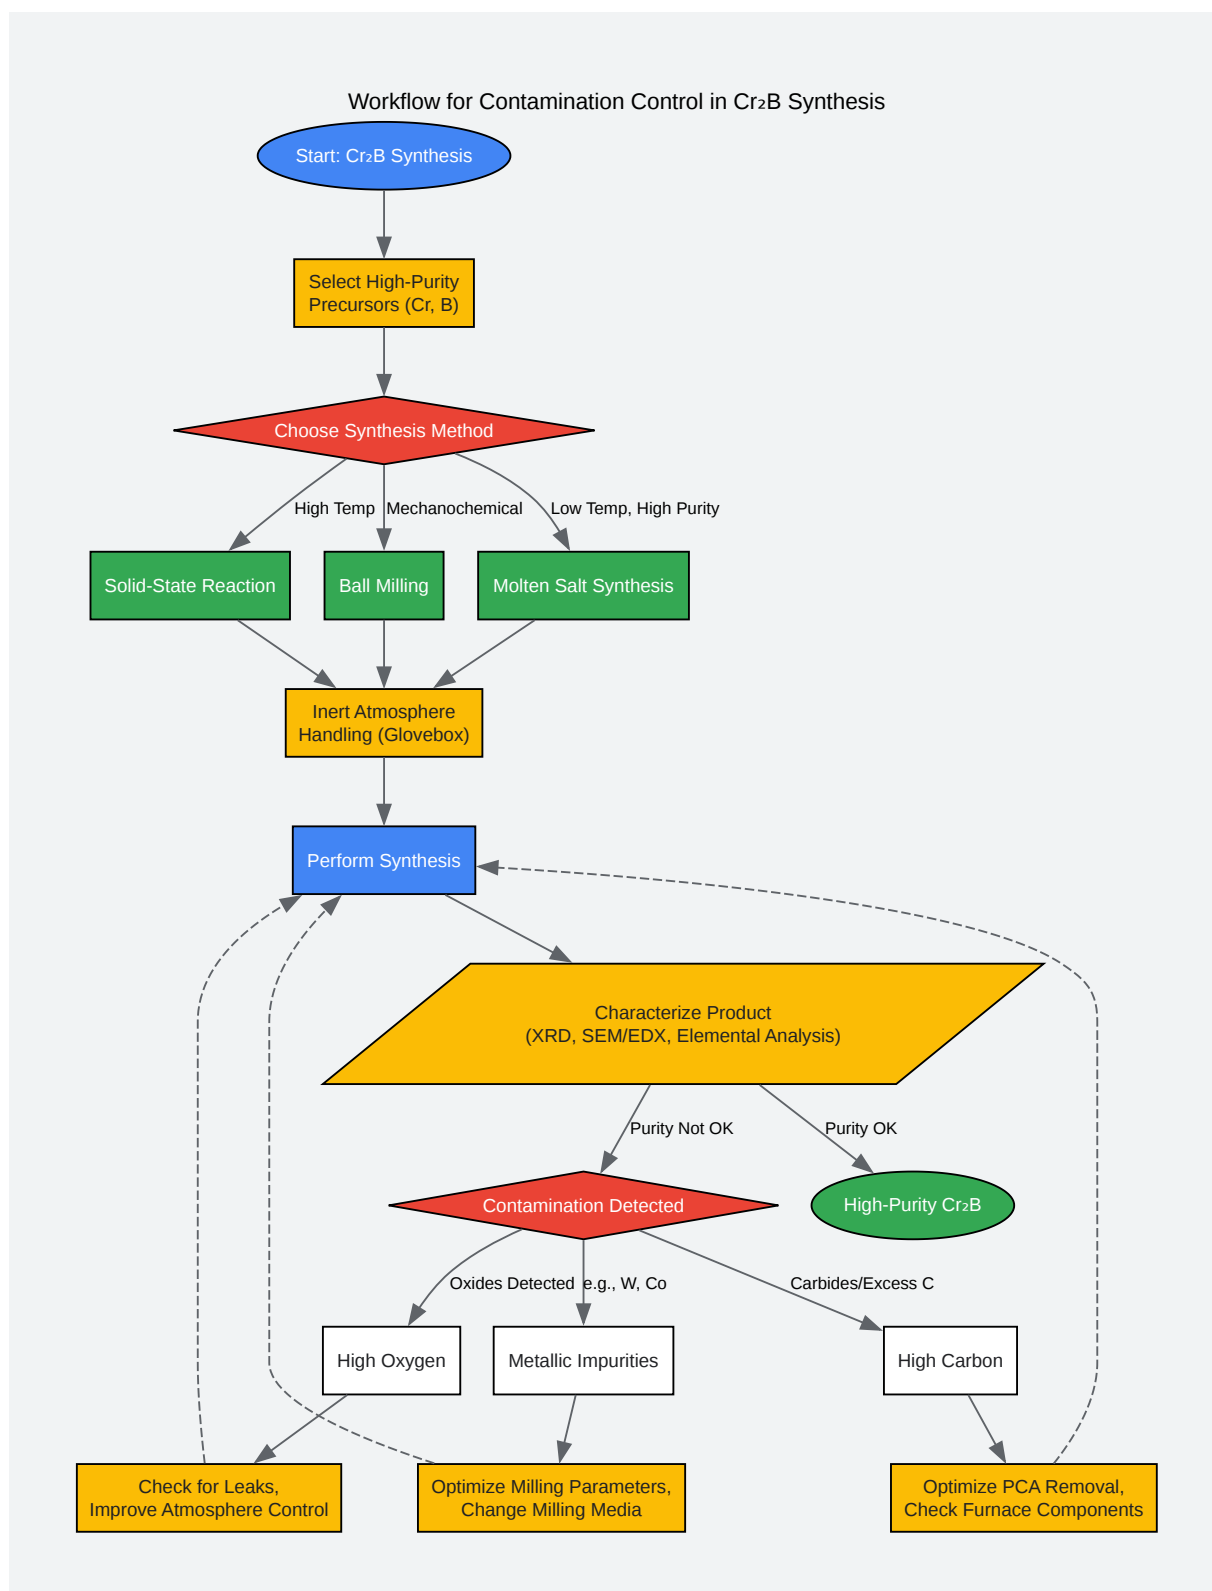 Workflow for Contamination Control in Cr₂B Synthesis
Start: Cr₂B Synthesis
Select High-Purity
Precursors (Cr, B)
Choose Synthesis Method
High Temp
Mechanochemical
Low Temp, High Purity
Solid-State Reaction
Ball Milling
Molten Salt Synthesis
Inert Atmosphere
Handling (Glovebox)
Perform Synthesis
Characterize Product
(XRD, SEM/EDX, Elemental Analysis)
Purity Not OK
Purity OK
Contamination Detected
High-Purity Cr₂B
Oxides Detected
e.g., W, Co
Carbides/Excess C
High Oxygen
Metallic Impurities
High Carbon
Check for Leaks,
Improve Atmosphere Control
Optimize Milling Parameters,
Change Milling Media
Optimize PCA Removal,
Check Furnace Components